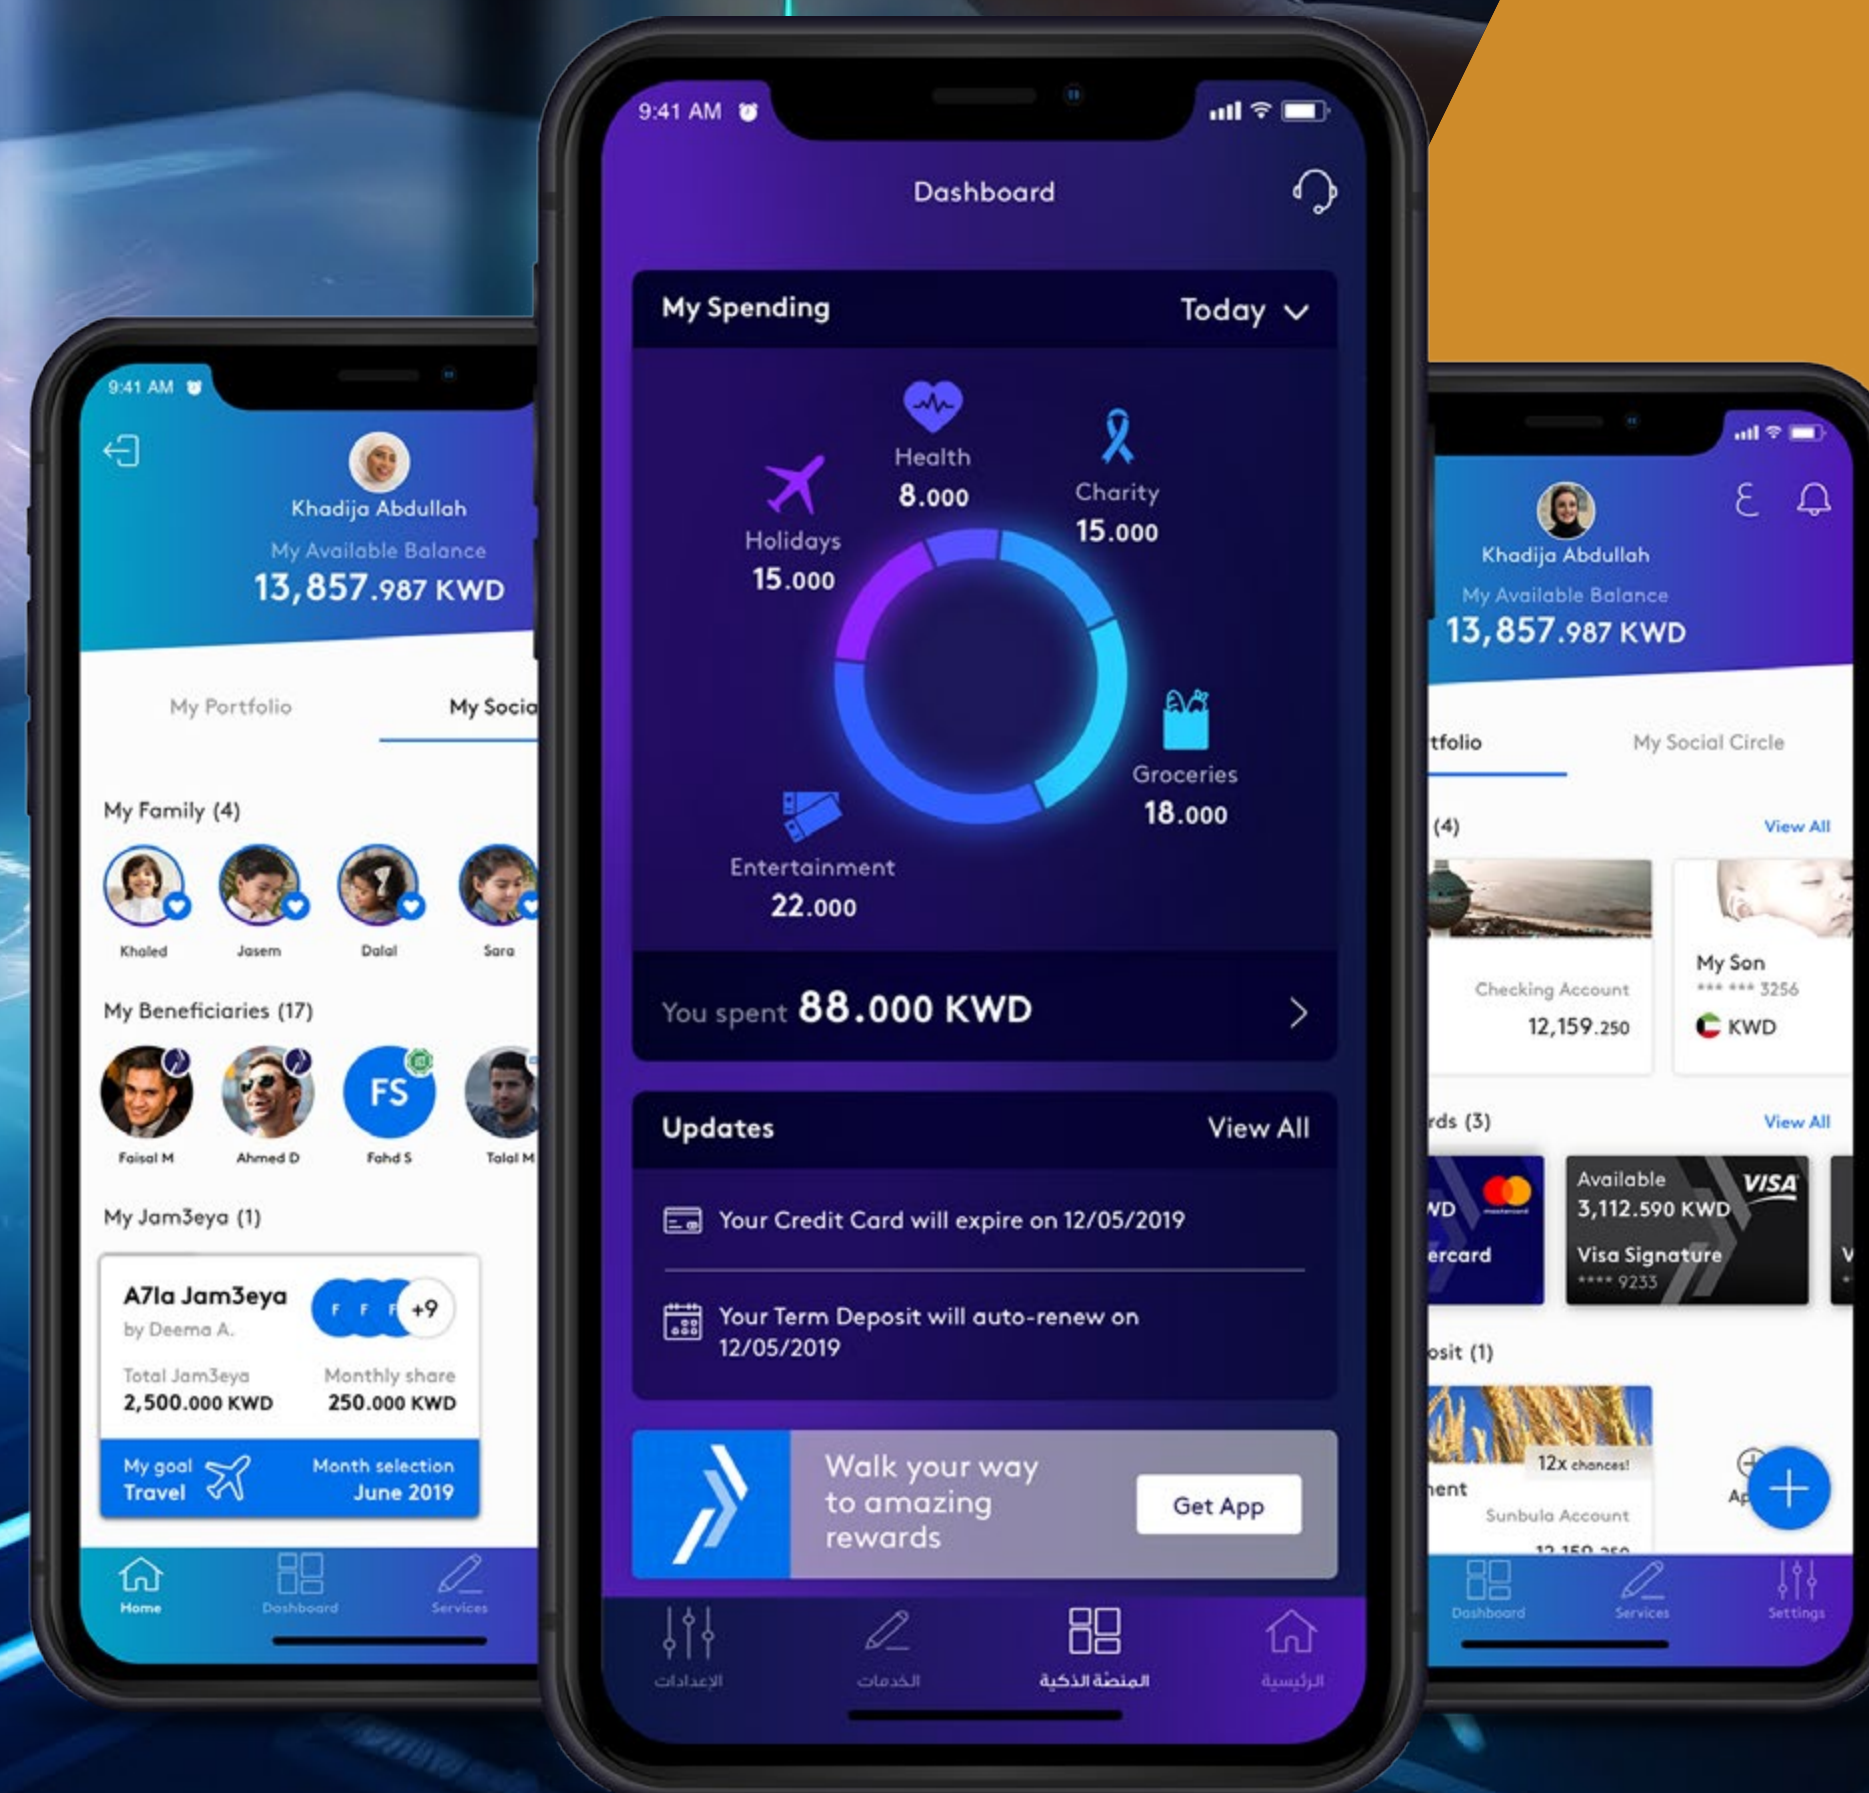 9:41 AM
Khadija Abdullah
My Available Balance
13,857.987 KWD
My Portfolio
My Socia
My Family (4)
Khaled Jasem Dalal Sara
My Beneficiaries (17)
FS
Faisal M Ahmed D Fahd S Talal M
My Jam3eya (1)
A7la Jam3eya
F F F +9
by Deema A.
Total Jam3eya Monthly share
2,500.000 KWD 250.000 KWD
My goal Month selection
Travel June 2019
Home Dashboard Services
9:41 AM
Dashboard
My Spending Today
Health
8.000
Charity
15.000
Holidays
15.000
Groceries
18.000
Entertainment
22.000
You spent 88.000 KWD
Updates View All
Your Credit Card will expire on 12/05/2019
Your Term Deposit will auto-renew on
12/05/2019
Walk your way
to amazing
rewards
Get App
الرئيسية المنصّة الذكية الخدمات الإعدادات
ع
Khadija Abdullah
My Available Balance
13,857.987 KWD
tfolio My Social Circle
(4) View All
My Son
*** *** 3256
Checking Account
12,159.250
KWD
rds (3) View All
WD mastercard
ercard
Available VISA
3,112.590 KWD
Visa Signature
**** 9233
osit (1)
12x chances!
ent
Sunbula Account
12,159.250
Ap
Dashboard Services Settings